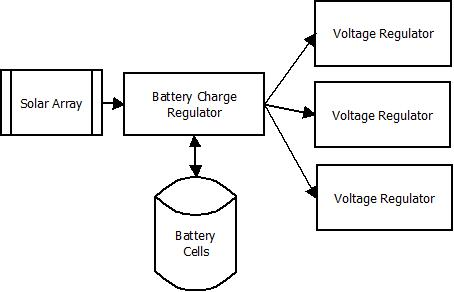 Solar Array
Battery Charge
Regulator
Voltage Regulator
Voltage Regulator
Voltage Regulator
Battery
Cells